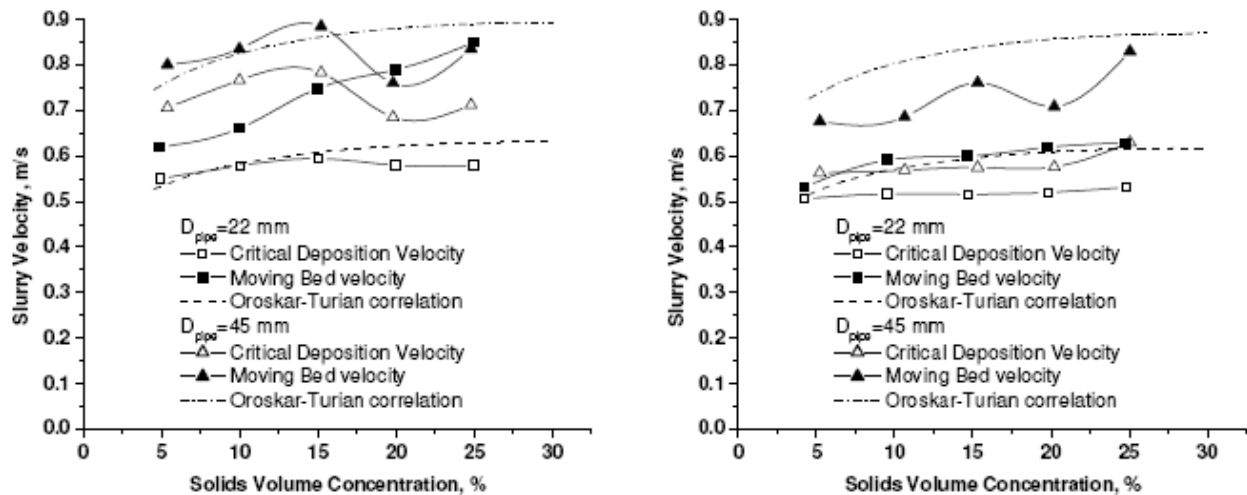 Slurry Velocity, m/s
0.9
0.8
0.7
0.6
0.5
0.4
0.3
0.2
0.1
0.0
D_pipe=22 mm
Critical Deposition Velocity
Moving Bed velocity
Oroskar-Turian correlation
D_pipe=45 mm
Critical Deposition Velocity
Moving Bed velocity
Oroskar-Turian correlation
0 5 10 15 20 25 30
Solids Volume Concentration, %
Slurry Velocity, m/s
0.9
0.8
0.7
0.6
0.5
0.4
0.3
0.2
0.1
0.0
D_pipe=22 mm
Critical Deposition Velocity
Moving Bed velocity
Oroskar-Turian correlation
D_pipe=45 mm
Critical Deposition Velocity
Moving Bed velocity
Oroskar-Turian correlation
0 5 10 15 20 25 30
Solids Volume Concentration, %